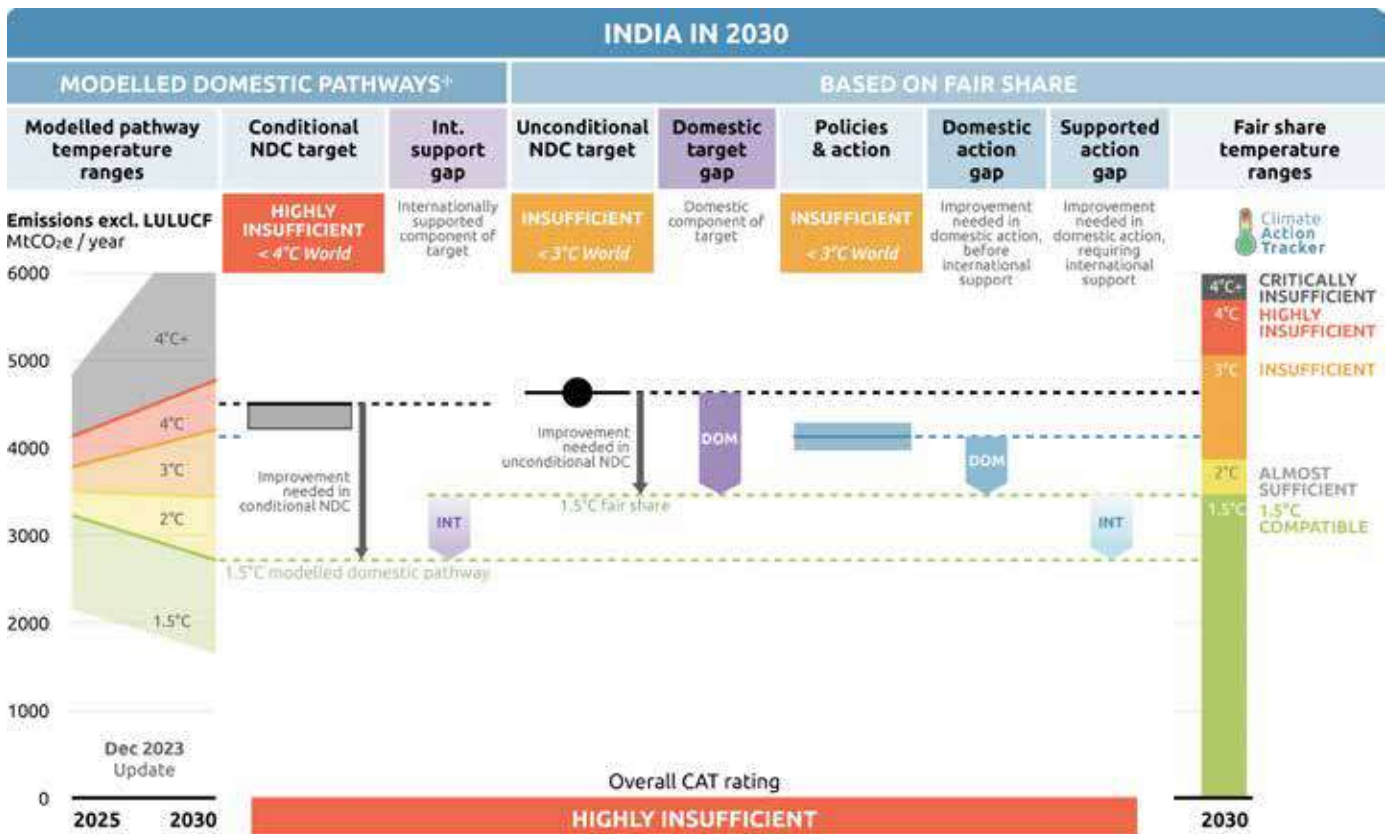 INDIA IN 2030
MODELLED DOMESTIC PATHWAYS+
BASED ON FAIR SHARE
Modelled pathway
temperature
ranges
Conditional
NDC target
Int.
support
gap
Unconditional
NDC target
Domestic
target
gap
Policies
& action
Domestic
action
gap
Supported
action
gap
Fair share
temperature
ranges
Emissions excl. LULUCF
MtCO₂e / year
HIGHLY
INSUFFICIENT
< 4°C World
Internationally
supported
component of
target
INSUFFICIENT
< 3°C World
Domestic
component of
target
INSUFFICIENT
< 3°C World
Improvement
needed in
domestic action,
before
international
support
Improvement
needed in
domestic action,
requiring
international
support
Climate
Action
Tracker
6000
5000
4000
3000
2000
1000
0
4°C+
4°C
3°C
2°C
1.5°C
Improvement
needed in
conditional NDC
INT
1.5°C modelled domestic pathway
Improvement
needed in
unconditional NDC
1.5°C fair share
DOM
DOM
INT
4°C+
CRITICALLY
INSUFFICIENT
4°C
HIGHLY
INSUFFICIENT
3°C
INSUFFICIENT
2°C
ALMOST
SUFFICIENT
1.5°C
1.5°C
COMPATIBLE
Dec 2023
Update
2025
2030
Overall CAT rating
HIGHLY INSUFFICIENT
2030